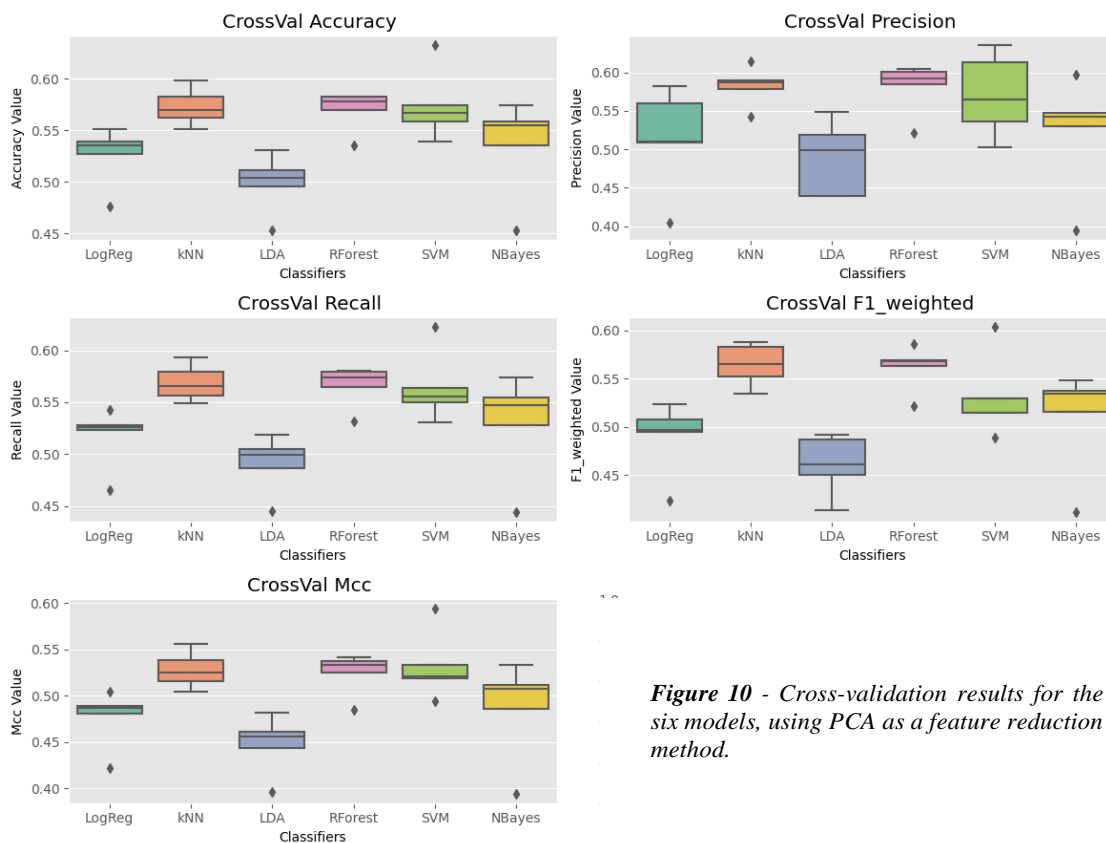 CrossVal Accuracy
Accuracy Value
0.60
0.55
0.50
0.45
LogReg kNN LDA RForest SVM NBayes
Classifiers
CrossVal Precision
Precision Value
0.60
0.55
0.50
0.45
0.40
LogReg kNN LDA RForest SVM NBayes
Classifiers
CrossVal Recall
Recall Value
0.60
0.55
0.50
0.45
LogReg kNN LDA RForest SVM NBayes
Classifiers
CrossVal F1_weighted
F1_weighted Value
0.60
0.55
0.50
0.45
LogReg kNN LDA RForest SVM NBayes
Classifiers
CrossVal Mcc
Mcc Value
0.60
0.55
0.50
0.45
0.40
LogReg kNN LDA RForest SVM NBayes
Classifiers
Figure 10 - Cross-validation results for the
six models, using PCA as a feature reduction
method.